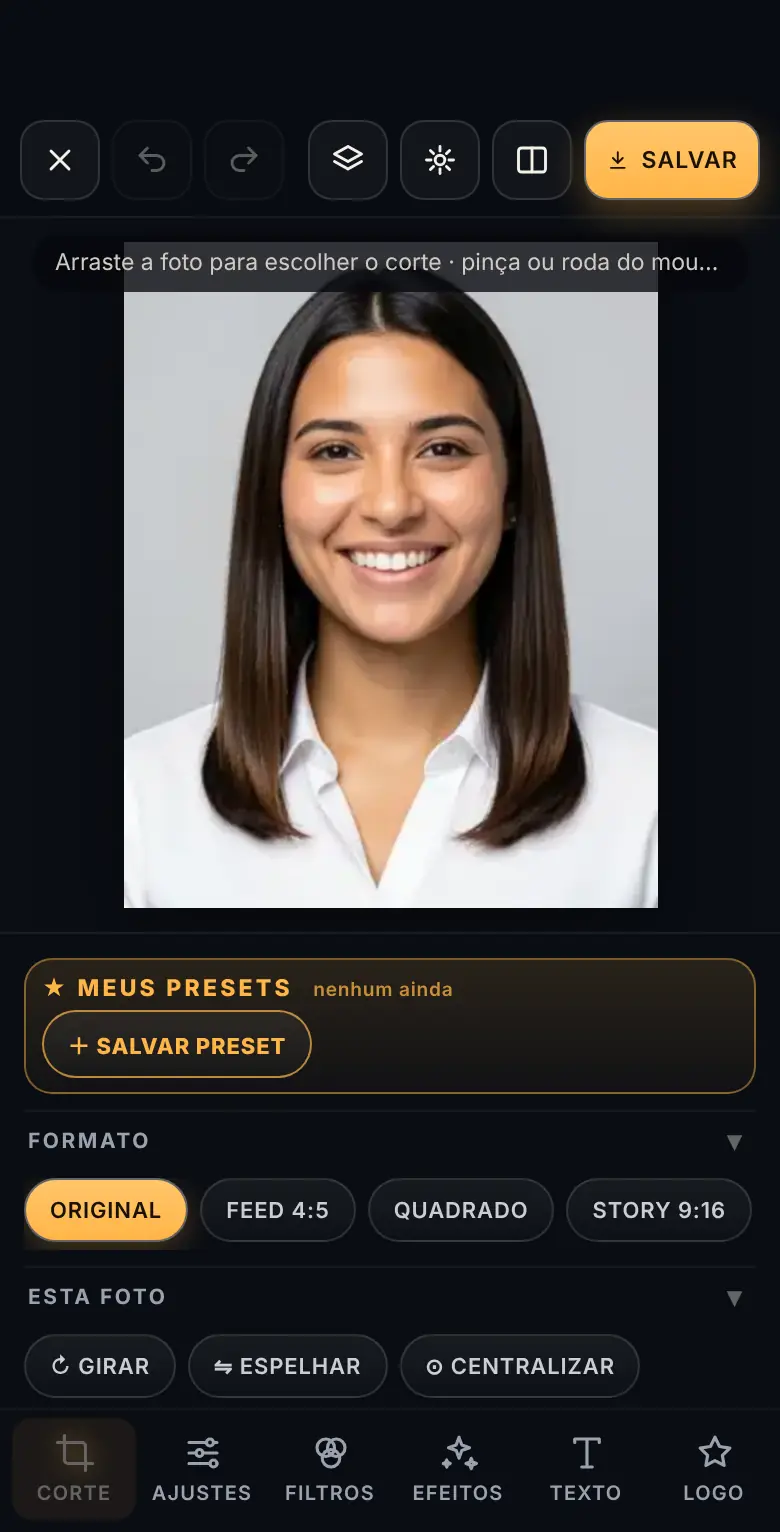 SALVAR
Arraste a foto para escolher o corte · pinça ou roda do mou...
★ MEUS PRESETS nenhum ainda
+ SALVAR PRESET
FORMATO ▼
ORIGINAL FEED 4:5 QUADRADO STORY 9:16
ESTA FOTO ▼
↻ GIRAR ⇋ ESPELHAR ⊙ CENTRALIZAR
CORTE AJUSTES FILTROS EFEITOS TEXTO LOGO